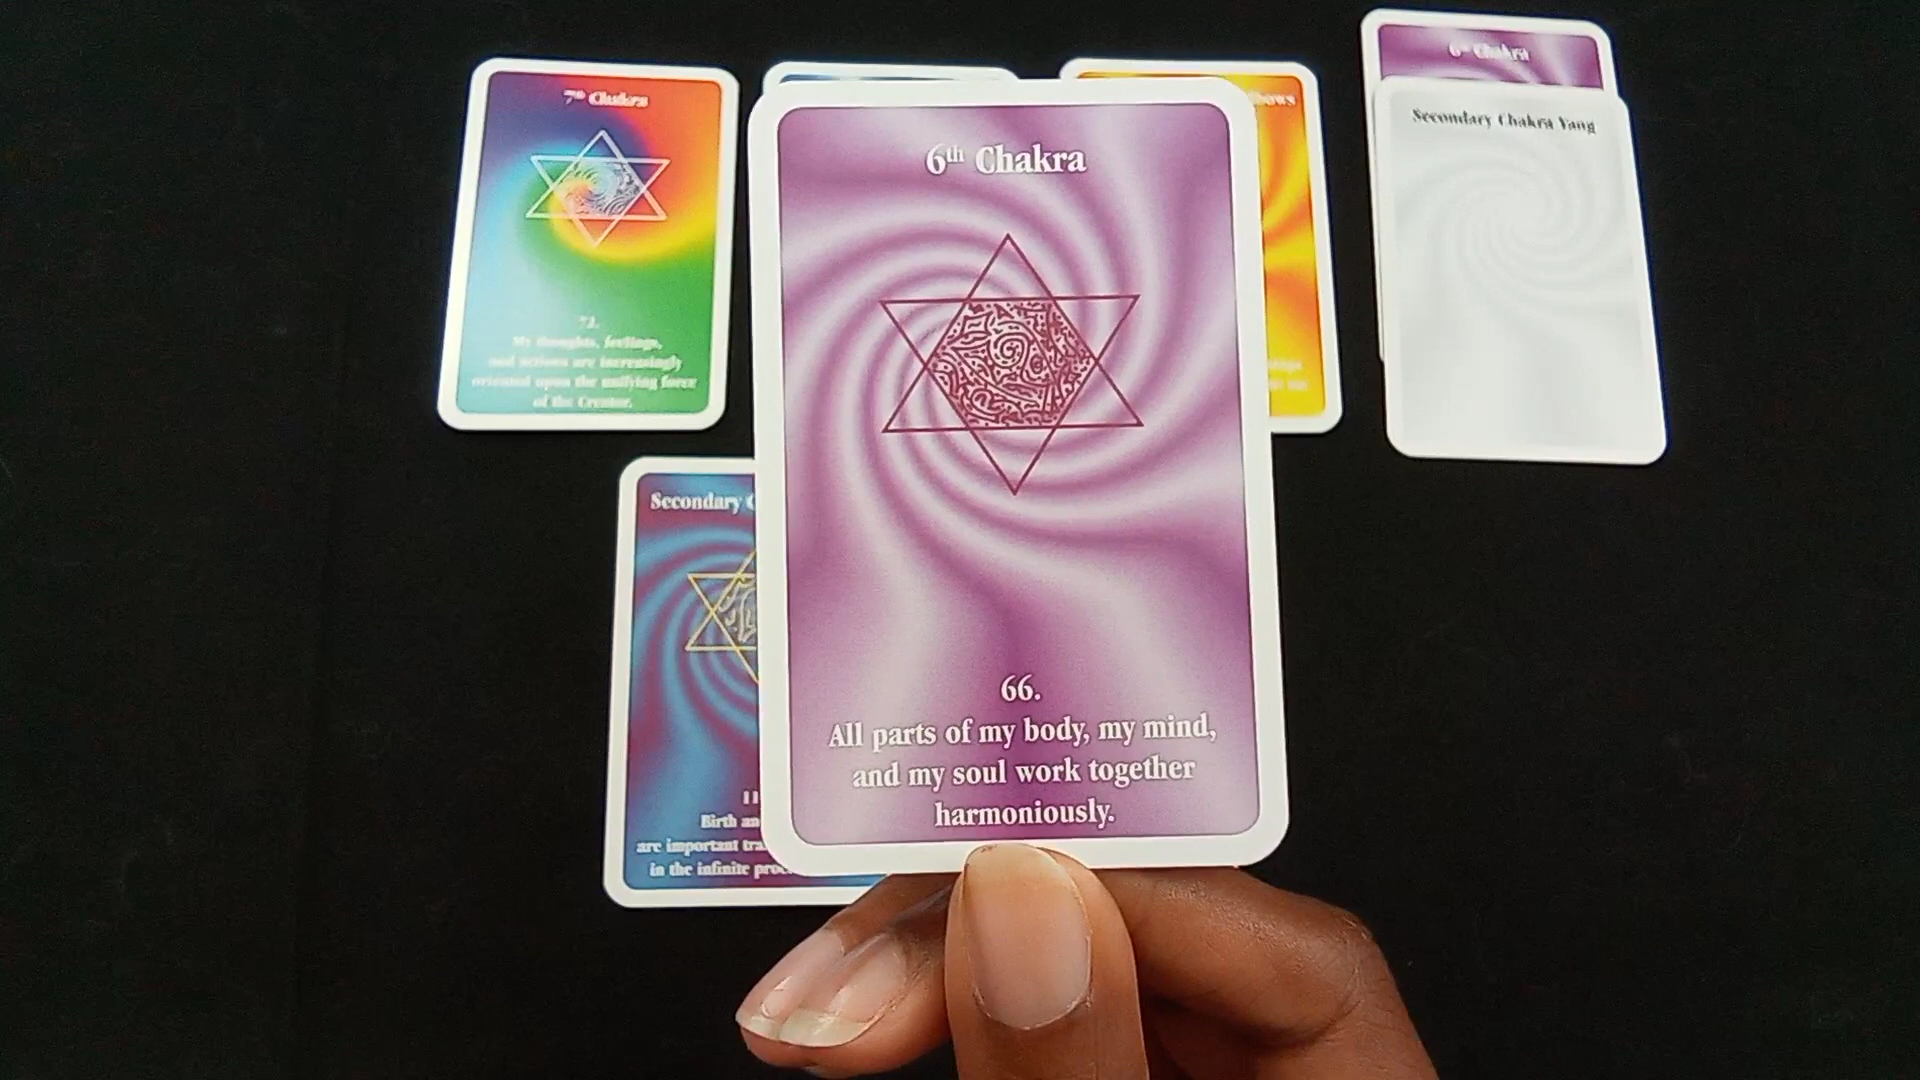 7th Chakra
72.
My thoughts, feelings,
and actions are increasingly
oriented upon the unifying force
of the Creator.
6th Chakra
66.
All parts of my body, my mind,
and my soul work together
harmoniously.
6th Chakra
Secondary Chakra Yang
Secondary
Birth
are important
in the infinite